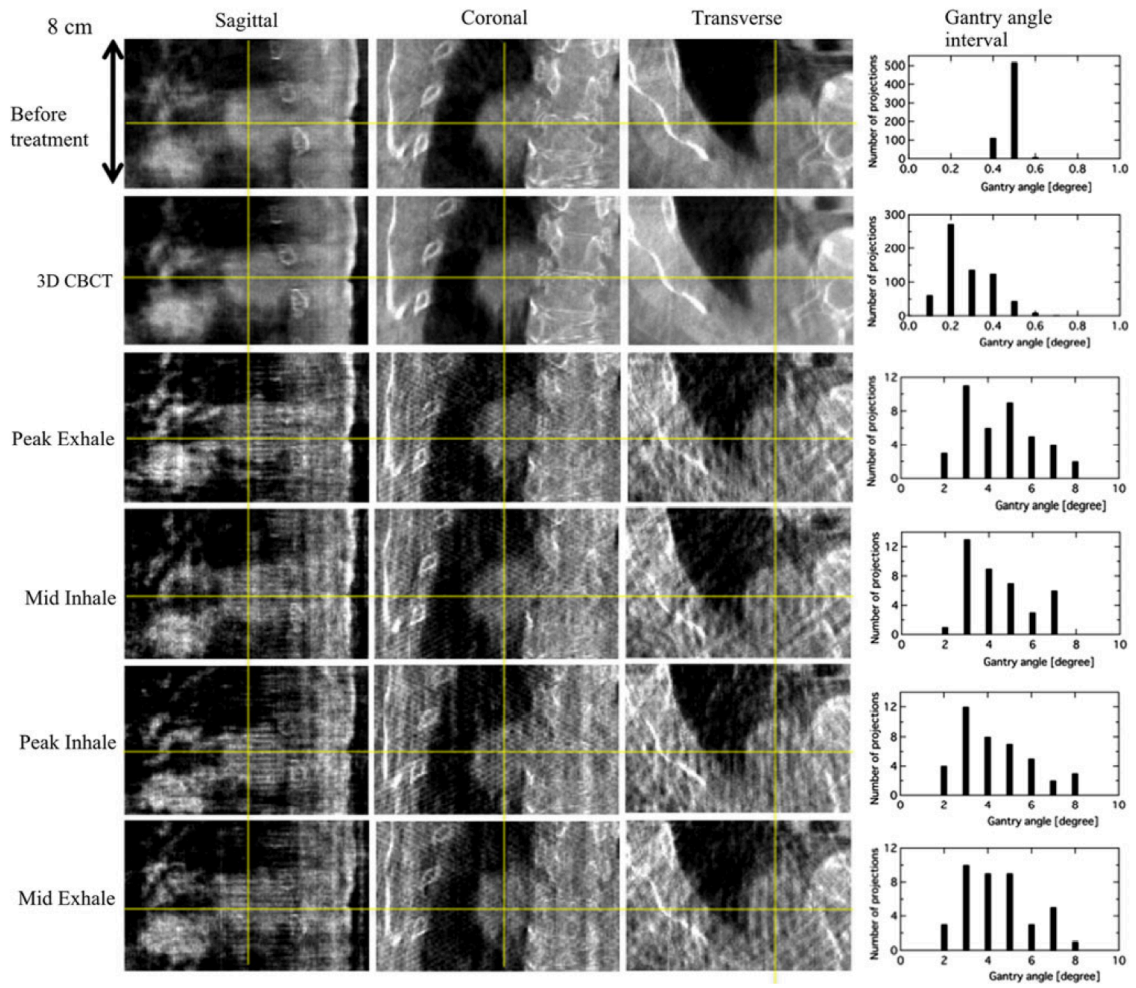 8 cm
Sagittal
Coronal
Transverse
Gantry angle
interval
Before
treatment
Number of projections
500
400
300
200
100
0
0.0 0.2 0.4 0.6 0.8 1.0
Gantry angle [degree]
3D CBCT
Number of projections
300
200
100
0
0.0 0.2 0.4 0.6 0.8 1.0
Gantry angle [degree]
Peak Exhale
Number of projections
12
8
4
0
0 2 4 6 8 10
Gantry angle [degree]
Mid Inhale
Number of projections
12
8
4
0
0 2 4 6 8 10
Gantry angle [degree]
Peak Inhale
Number of projections
12
8
4
0
0 2 4 6 8 10
Gantry angle [degree]
Mid Exhale
Number of projections
12
8
4
0
0 2 4 6 8 10
Gantry angle [degree]